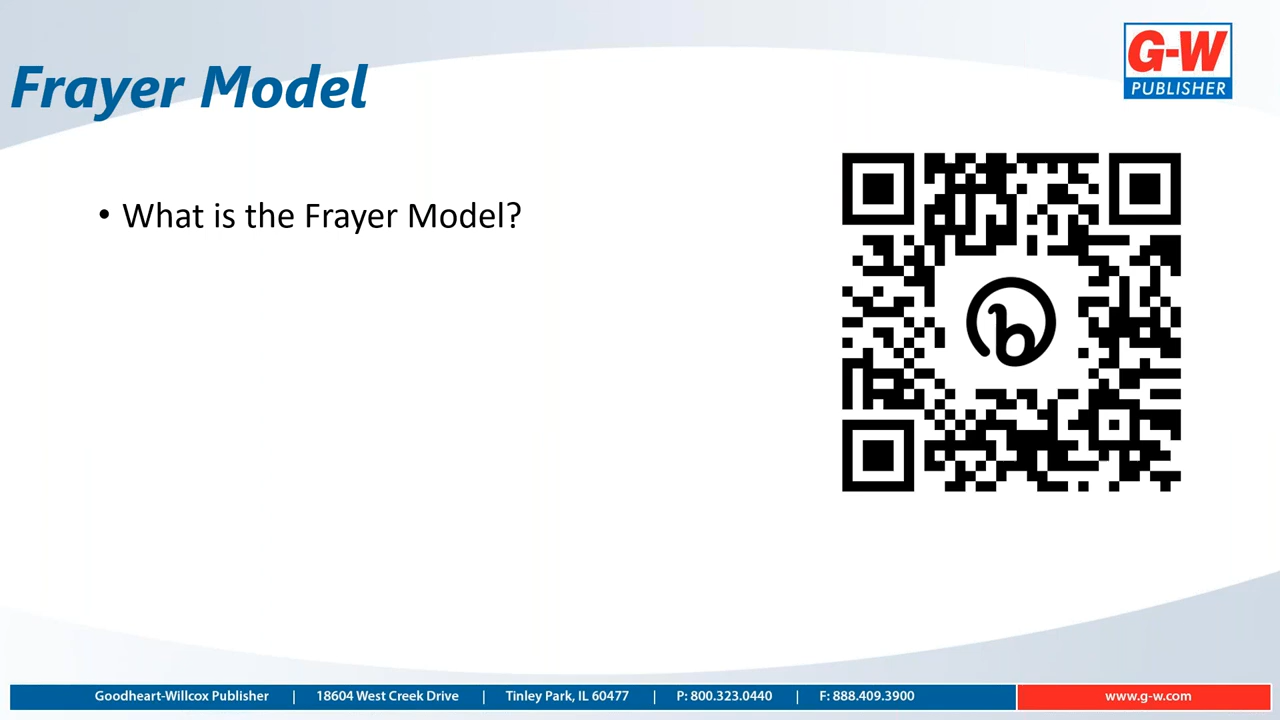 Frayer Model
G-W
PUBLISHER
• What is the Frayer Model?
b
Goodheart-Willcox Publisher | 18604 West Creek Drive | Tinley Park, IL 60477 | P: 800.323.0440 | F: 888.409.3900 www.g-w.com